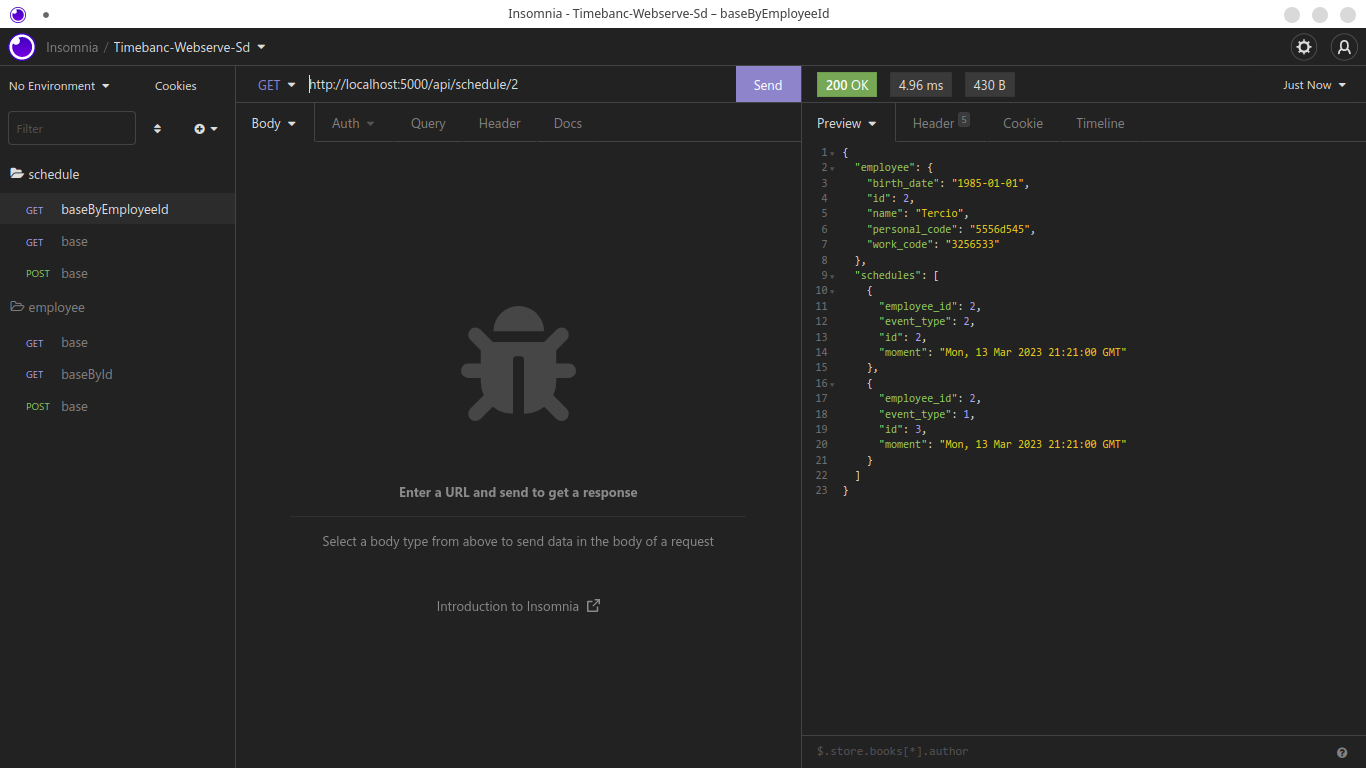 Insomnia - Timebanc-Webserve-Sd – baseByEmployeeId
Insomnia / Timebanc-Webserve-Sd
No Environment
Cookies
Filter
schedule
GET baseByEmployeeId
GET base
POST base
employee
GET base
GET baseById
POST base
GET http://localhost:5000/api/schedule/2 Send
Body Auth Query Header Docs
Enter a URL and send to get a response
Select a body type from above to send data in the body of a request
Introduction to Insomnia
200 OK 4.96 ms 430 B Just Now
Preview Header 5 Cookie Timeline
1 {
2 "employee": {
3 "birth_date": "1985-01-01",
4 "id": 2,
5 "name": "Tercio",
6 "personal_code": "5556d545",
7 "work_code": "3256533"
8 },
9 "schedules": [
10 {
11 "employee_id": 2,
12 "event_type": 2,
13 "id": 2,
14 "moment": "Mon, 13 Mar 2023 21:21:00 GMT"
15 },
16 {
17 "employee_id": 2,
18 "event_type": 1,
19 "id": 3,
20 "moment": "Mon, 13 Mar 2023 21:21:00 GMT"
21 }
22 ]
23 }
$.store.books[*].author